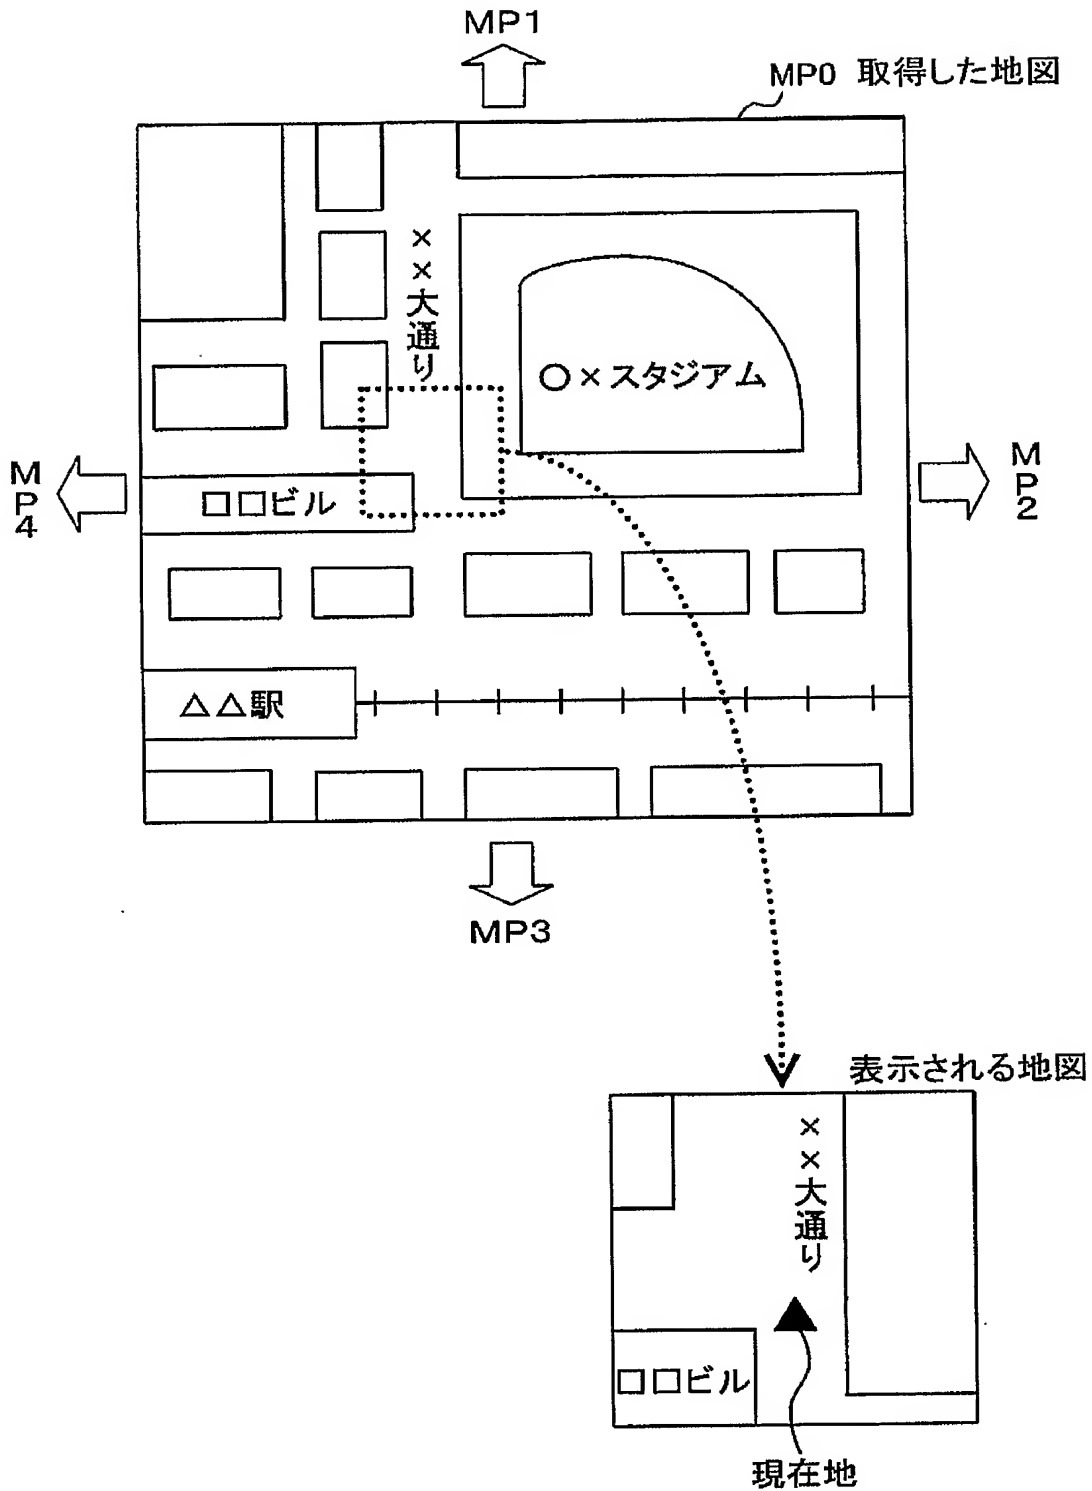 MP1
MP0 取得した地図
××大通り
○×スタジアム
MP4
MP2
□□ビル
△△駅
MP3
表示される地図
××大通り
□□ビル
現在地